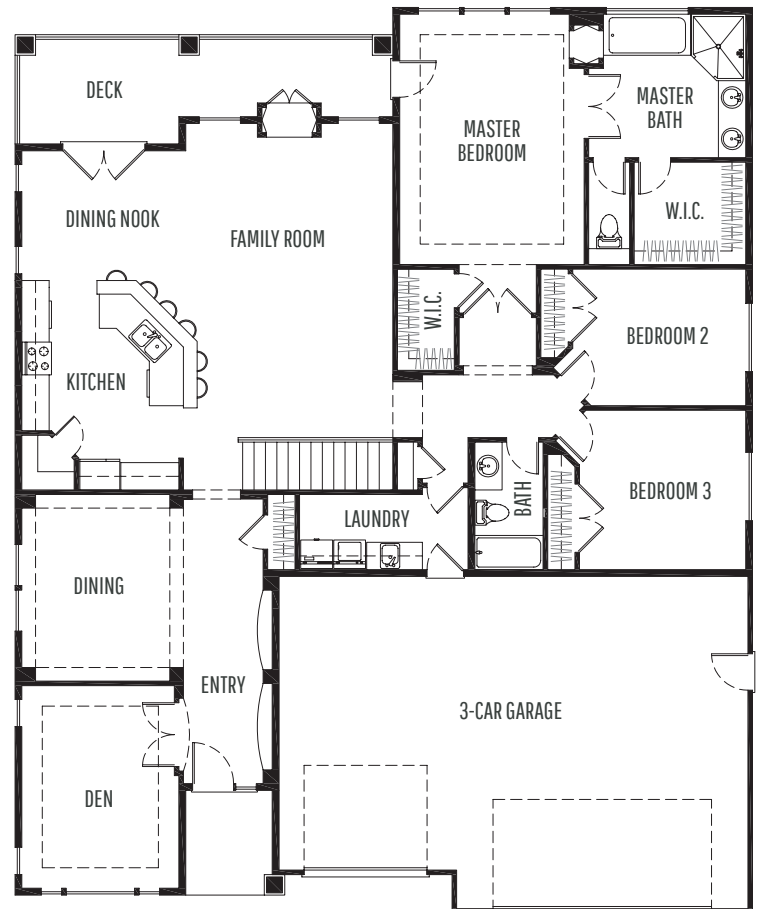 DECK
MASTER
BEDROOM
MASTER
BATH
W.I.C.
DINING NOOK
FAMILY ROOM
W.I.C.
BEDROOM 2
KITCHEN
BEDROOM 3
LAUNDRY
BATH
DINING
ENTRY
3-CAR GARAGE
DEN